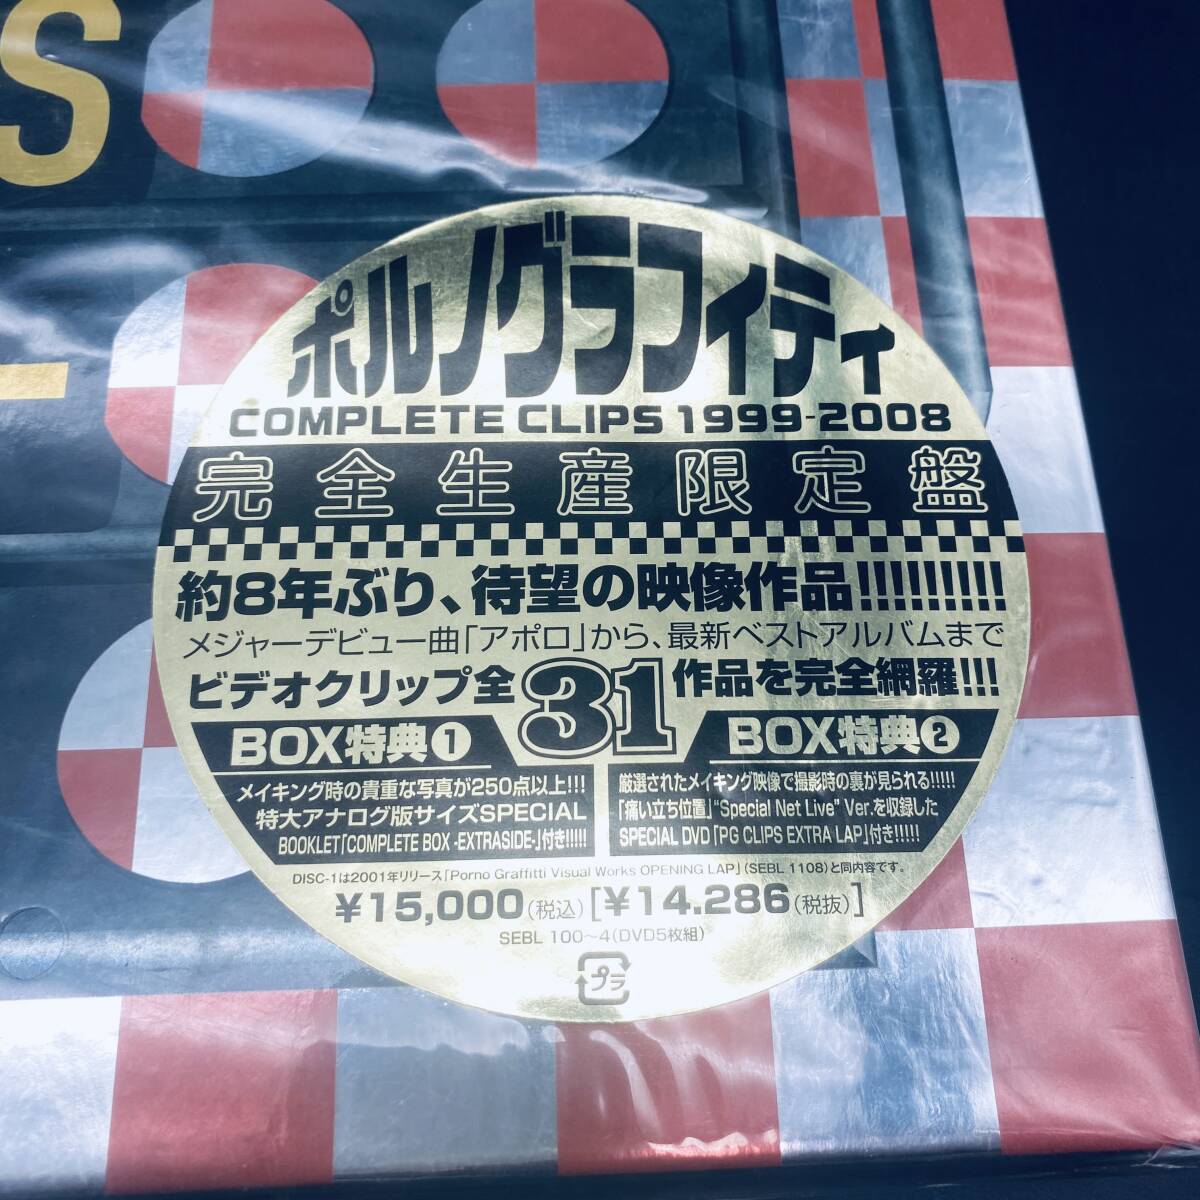 S
ポルノグラフィティ
COMPLETE CLIPS 1999-2008
完全生産限定盤
約8年ぶり、待望の映像作品!!!!!!!!!
メジャーデビュー曲「アポロ」から、最新ベストアルバムまで
ビデオクリップ全31作品を完全網羅!!!
BOX特典❶
メイキング時の貴重な写真が250点以上!!!
特大アナログ版サイズSPECIAL
BOOKLET「COMPLETE BOX -EXTRASIDE-」付き!!!!!
BOX特典❷
厳選されたメイキング映像で撮影時の裏が見られる!!!!!
「痛い立ち位置」"Special Net Live" Ver.を収録した
SPECIAL DVD「PG CLIPS EXTRA LAP」付き!!!!!
DISC-1は2001年リリース「Porno Graffitti Visual Works OPENING LAP」(SEBL 1108)と同内容です。
¥15,000(税込)[¥14.286(税抜)]
SEBL 100〜4(DVD5枚組)
プラ